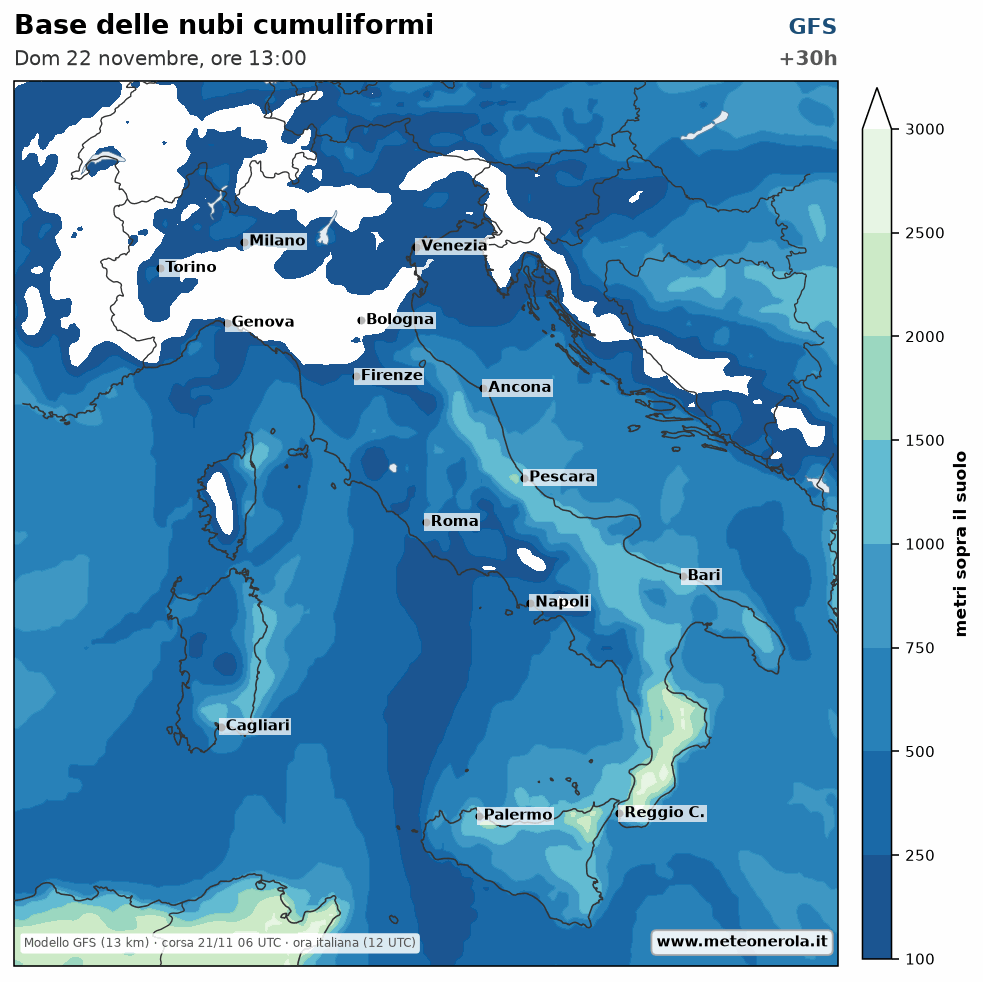 Base delle nubi cumuliformi
GFS
Dom 22 novembre, ore 13:00
+30h
3000
2500
2000
1500
1000
750
500
250
100
metri sopra il suolo
Milano
Venezia
Torino
Genova
Bologna
Firenze
Ancona
Pescara
Roma
Bari
Napoli
Cagliari
Palermo
Reggio C.
Modello GFS (13 km) · corsa 21/11 06 UTC · ora italiana (12 UTC)
www.meteonerola.it